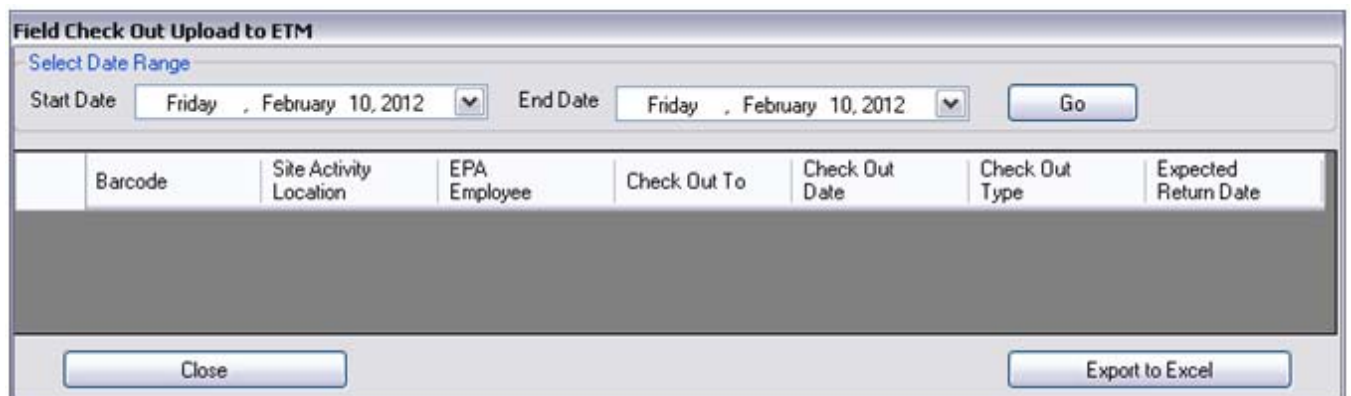 Field Check Out Upload to ETM
Select Date Range
Start Date Friday , February 10, 2012 End Date Friday , February 10, 2012 Go
Barcode Site Activity Location EPA Employee Check Out To Check Out Date Check Out Type Expected Return Date
Close Export to Excel